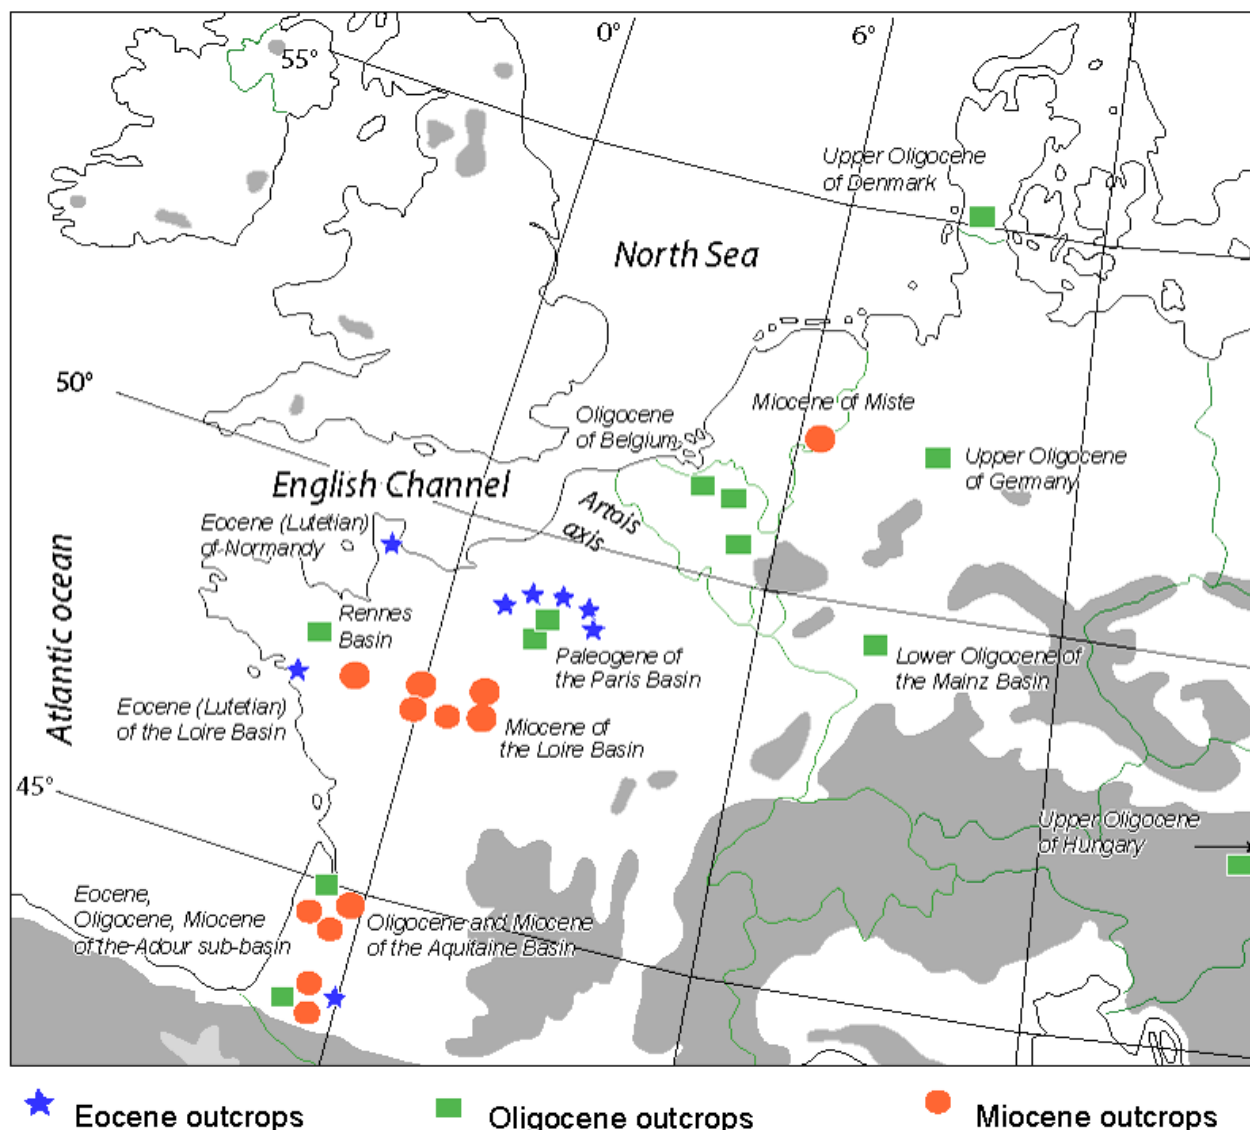 0°
6°
55°
Upper Oligocene
of Denmark
North Sea
50°
Miocene of Miste
Oligocene
of Belgium
Upper Oligocene
of Germany
English Channel
Artois
axis
Eocene (Lutetian)
of Normandy
Atlantic ocean
Rennes
Basin
Paleogene of
the Paris Basin
Lower Oligocene of
the Mainz Basin
Eocene (Lutetian)
of the Loire Basin
Miocene of
the Loire Basin
45°
Upper Oligocene
of Hungary
Eocene,
Oligocene, Miocene
of the Adour sub-basin
Oligocene and Miocene
of the Aquitaine Basin
Eocene outcrops
Oligocene outcrops
Miocene outcrops